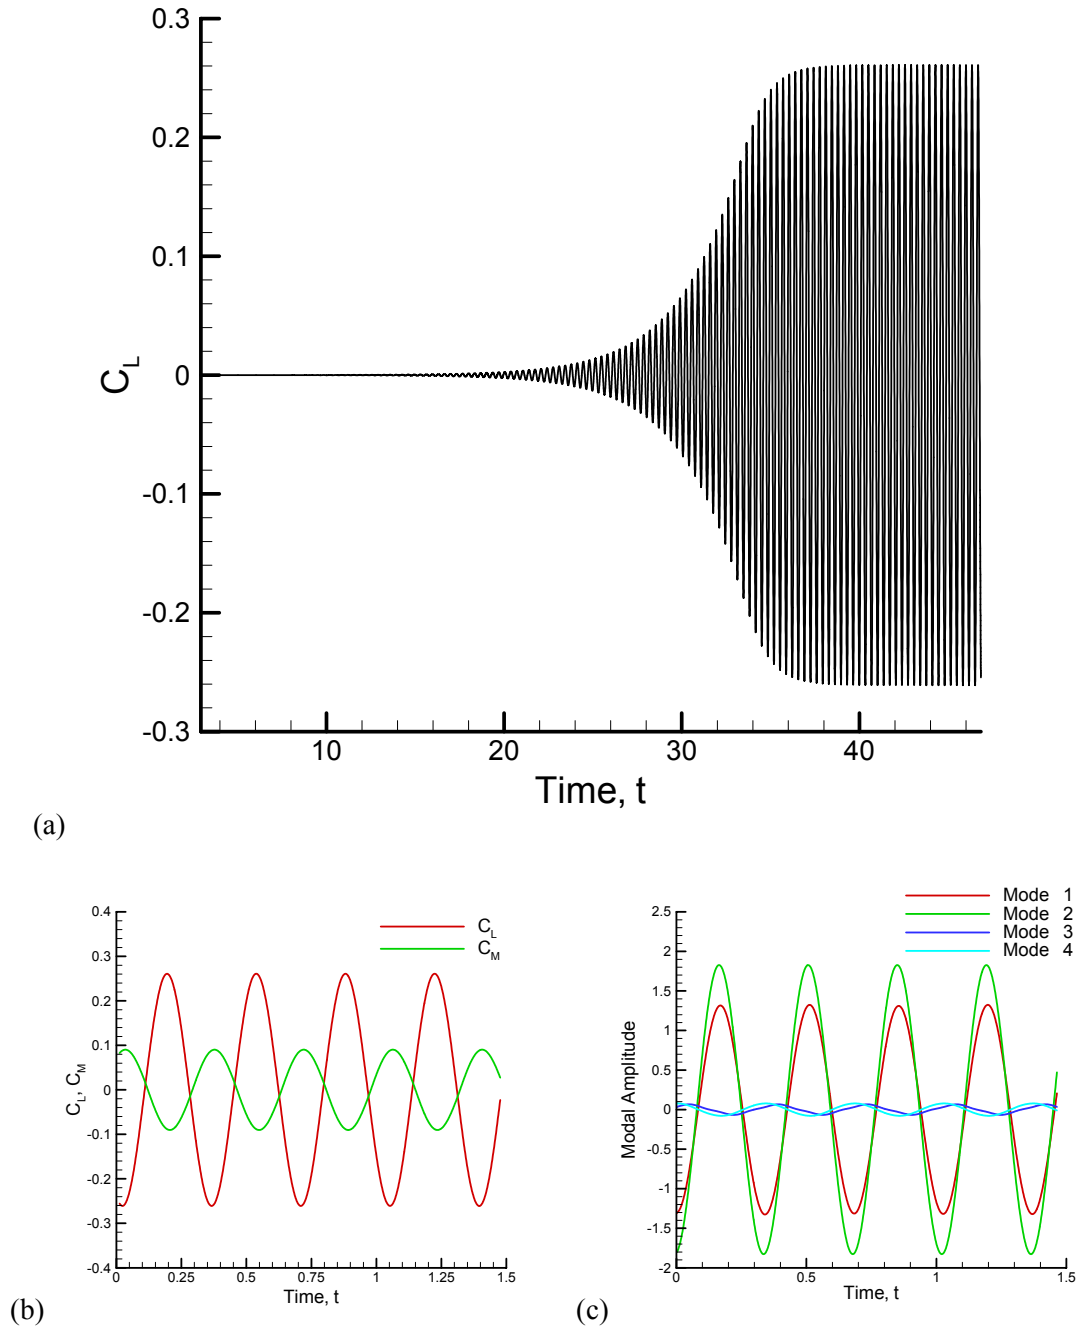 0.3
0.2
0.1
0
-0.1
-0.2
-0.3
C_L
10 20 30 40
Time, t
(a)
0.4
0.3
0.2
0.1
0
-0.1
-0.2
-0.3
-0.4
C_L, C_M
C_L
C_M
0 0.25 0.5 0.75 1 1.25 1.5
Time, t
(b)
Mode 1
Mode 2
Mode 3
Mode 4
2.5
2
1.5
1
0.5
0
-0.5
-1
-1.5
-2
Modal Amplitude
0 0.5 1 1.5
Time, t
(c)